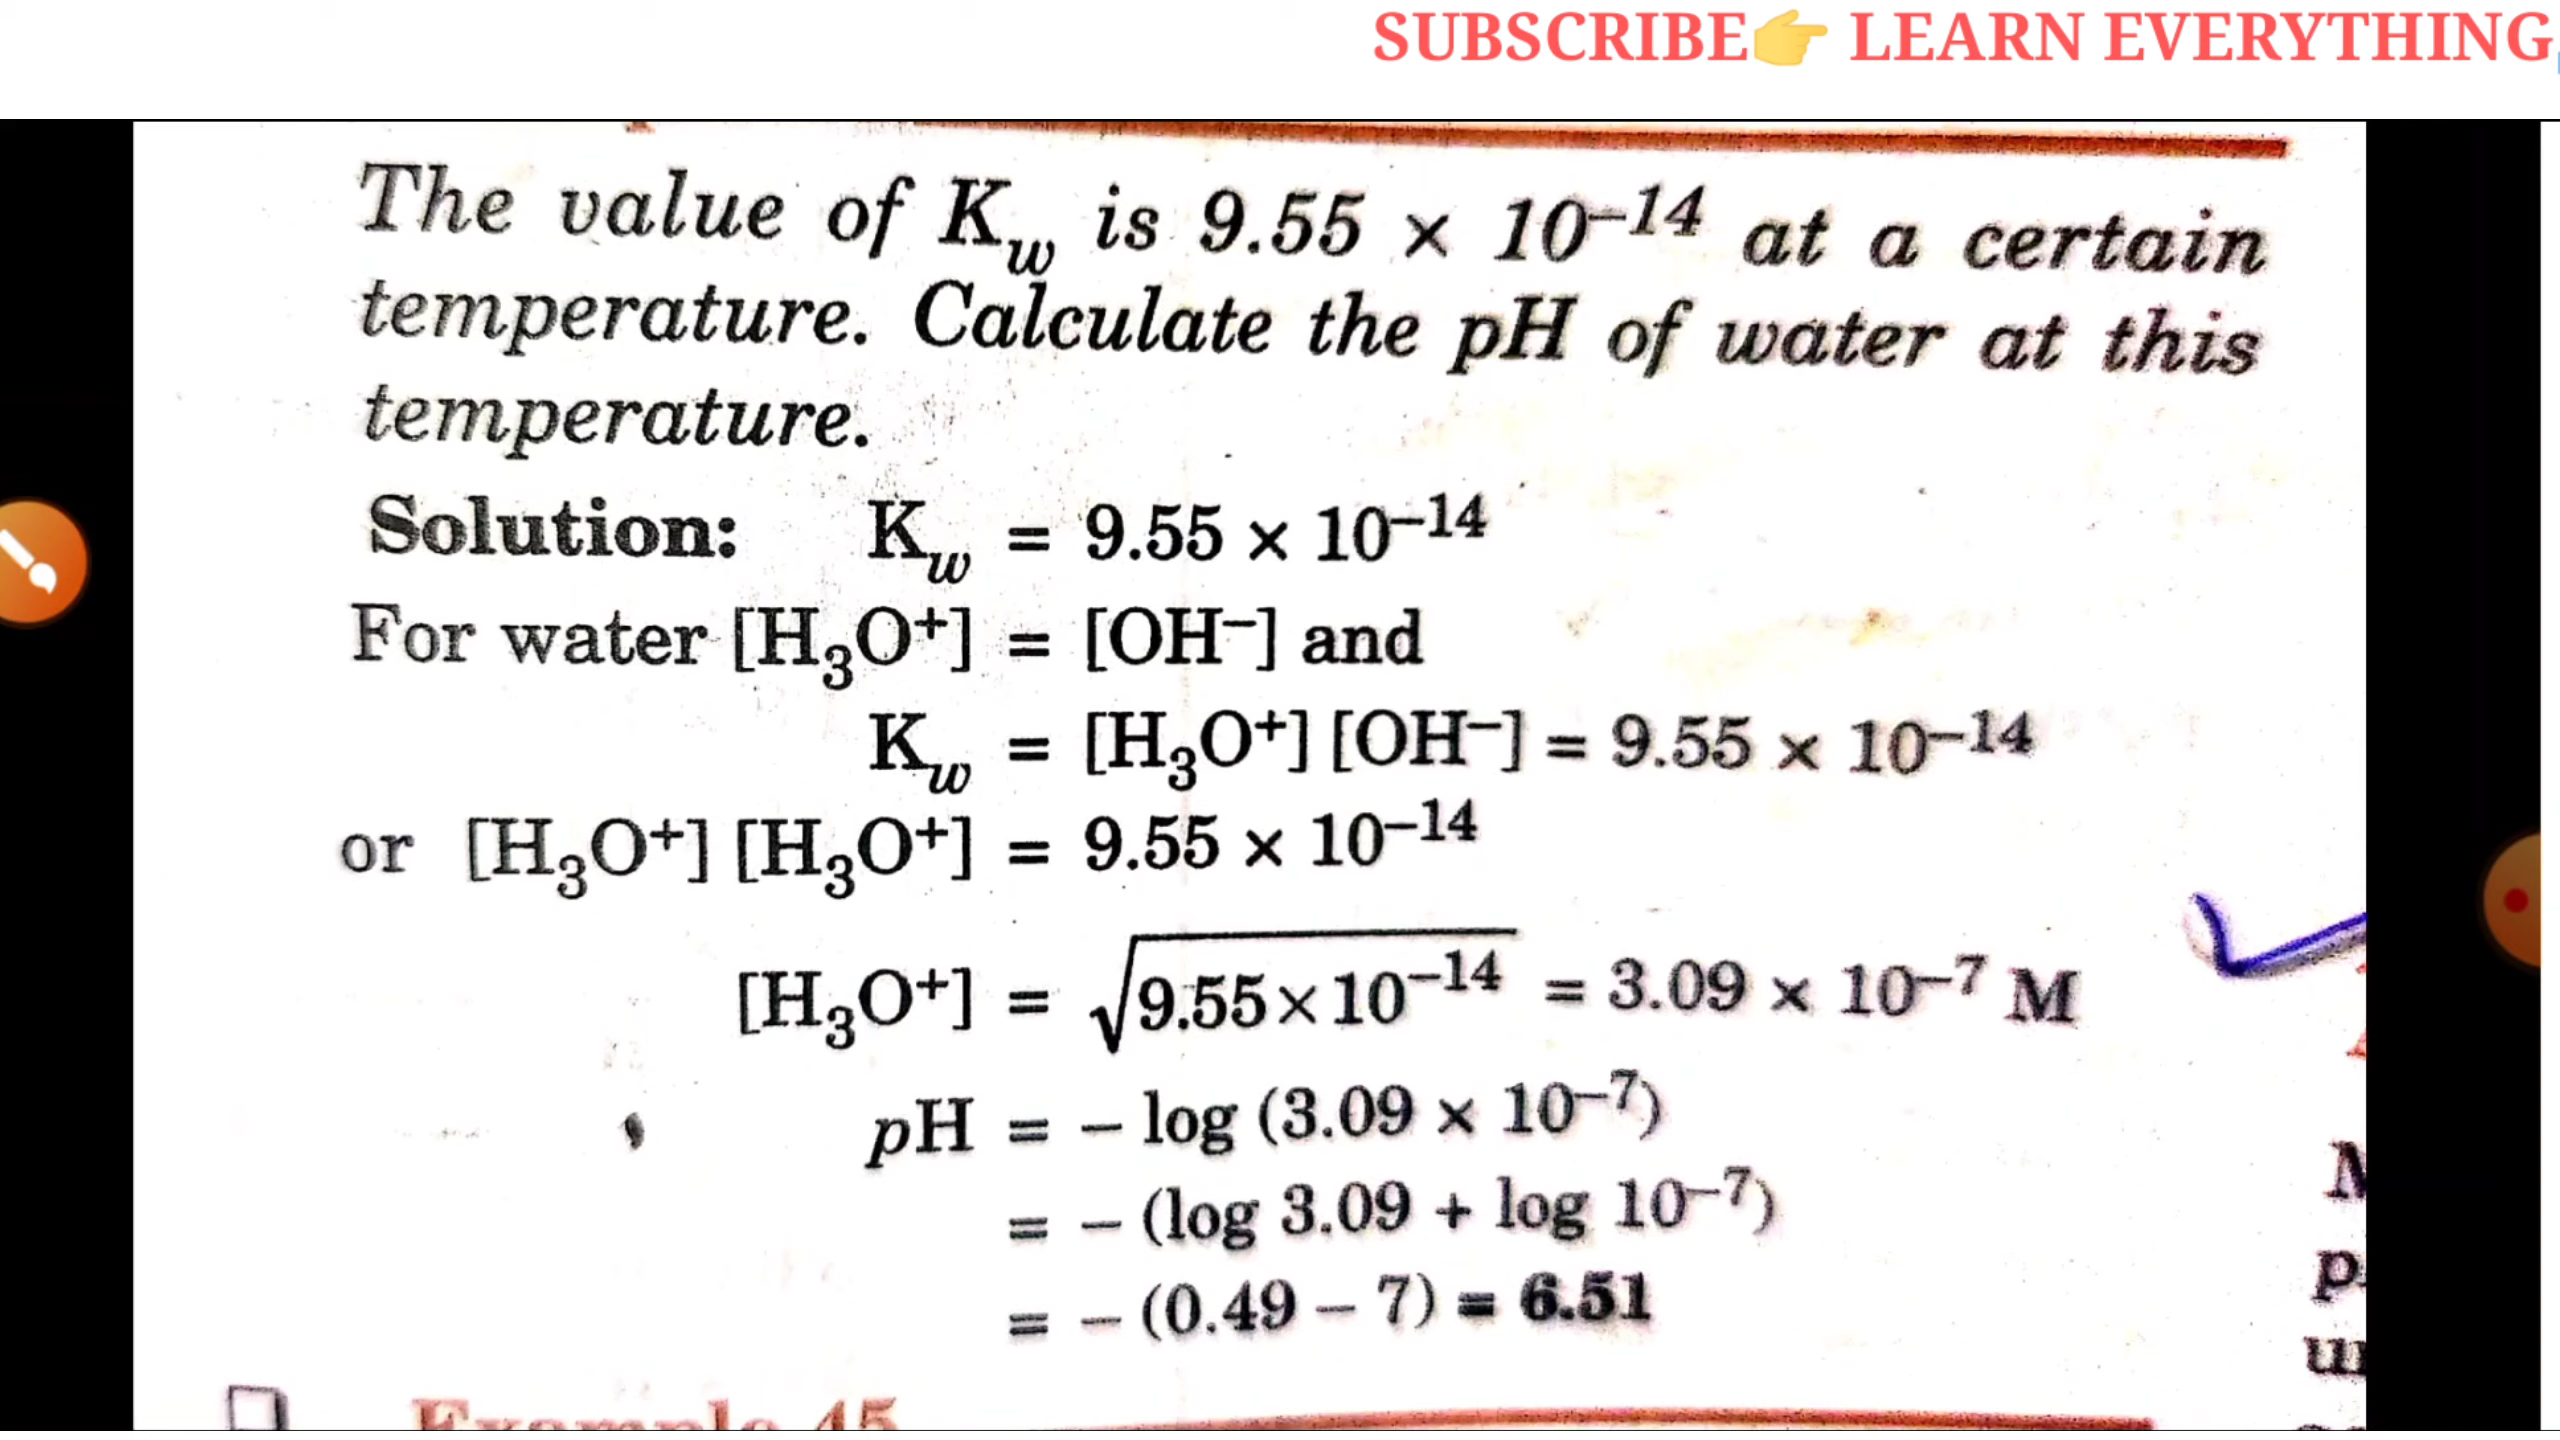 SUBSCRIBE👉 LEARN EVERYTHING
The value of K_w is 9.55 × 10⁻¹⁴ at a certain
temperature. Calculate the pH of water at this
temperature.
Solution: K_w = 9.55 × 10⁻¹⁴
For water [H₃O⁺] = [OH⁻] and
K_w = [H₃O⁺] [OH⁻] = 9.55 × 10⁻¹⁴
or [H₃O⁺] [H₃O⁺] = 9.55 × 10⁻¹⁴
[H₃O⁺] = √9.55×10⁻¹⁴ = 3.09 × 10⁻⁷ M
pH = – log (3.09 × 10⁻⁷)
= – (log 3.09 + log 10⁻⁷)
= – (0.49 – 7) = 6.51
Example 45